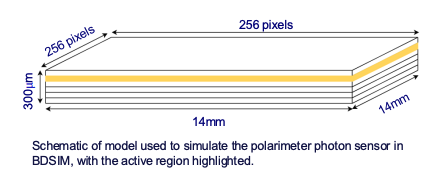 256 pixels
256 pixels
300μm
14mm
14mm
Schematic of model used to simulate the polarimeter photon sensor in
BDSIM, with the active region highlighted.